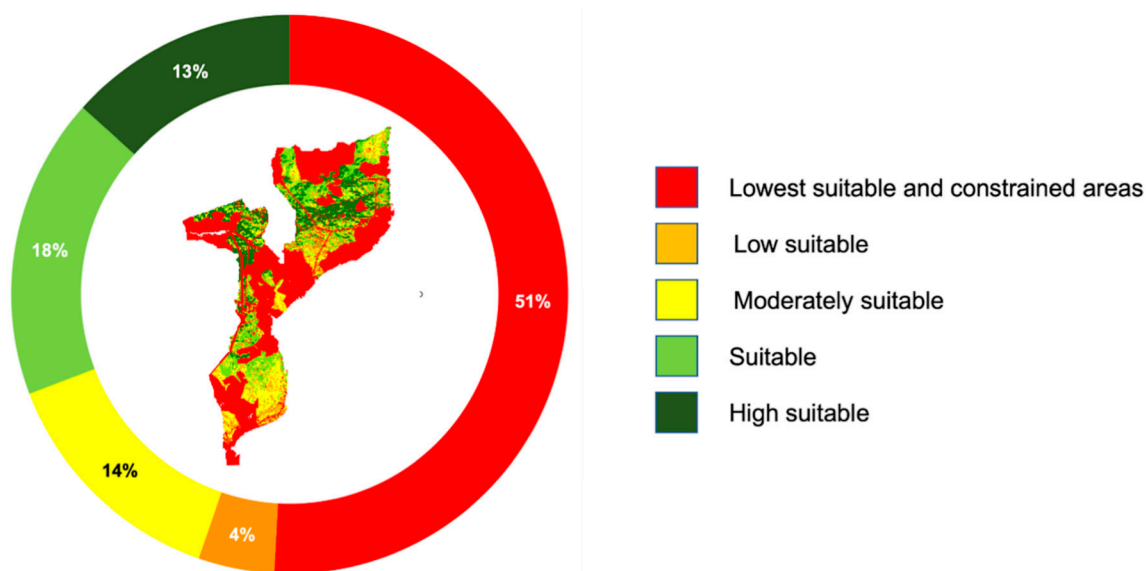 13%
18%
51%
14%
4%
Lowest suitable and constrained areas
Low suitable
Moderately suitable
Suitable
High suitable